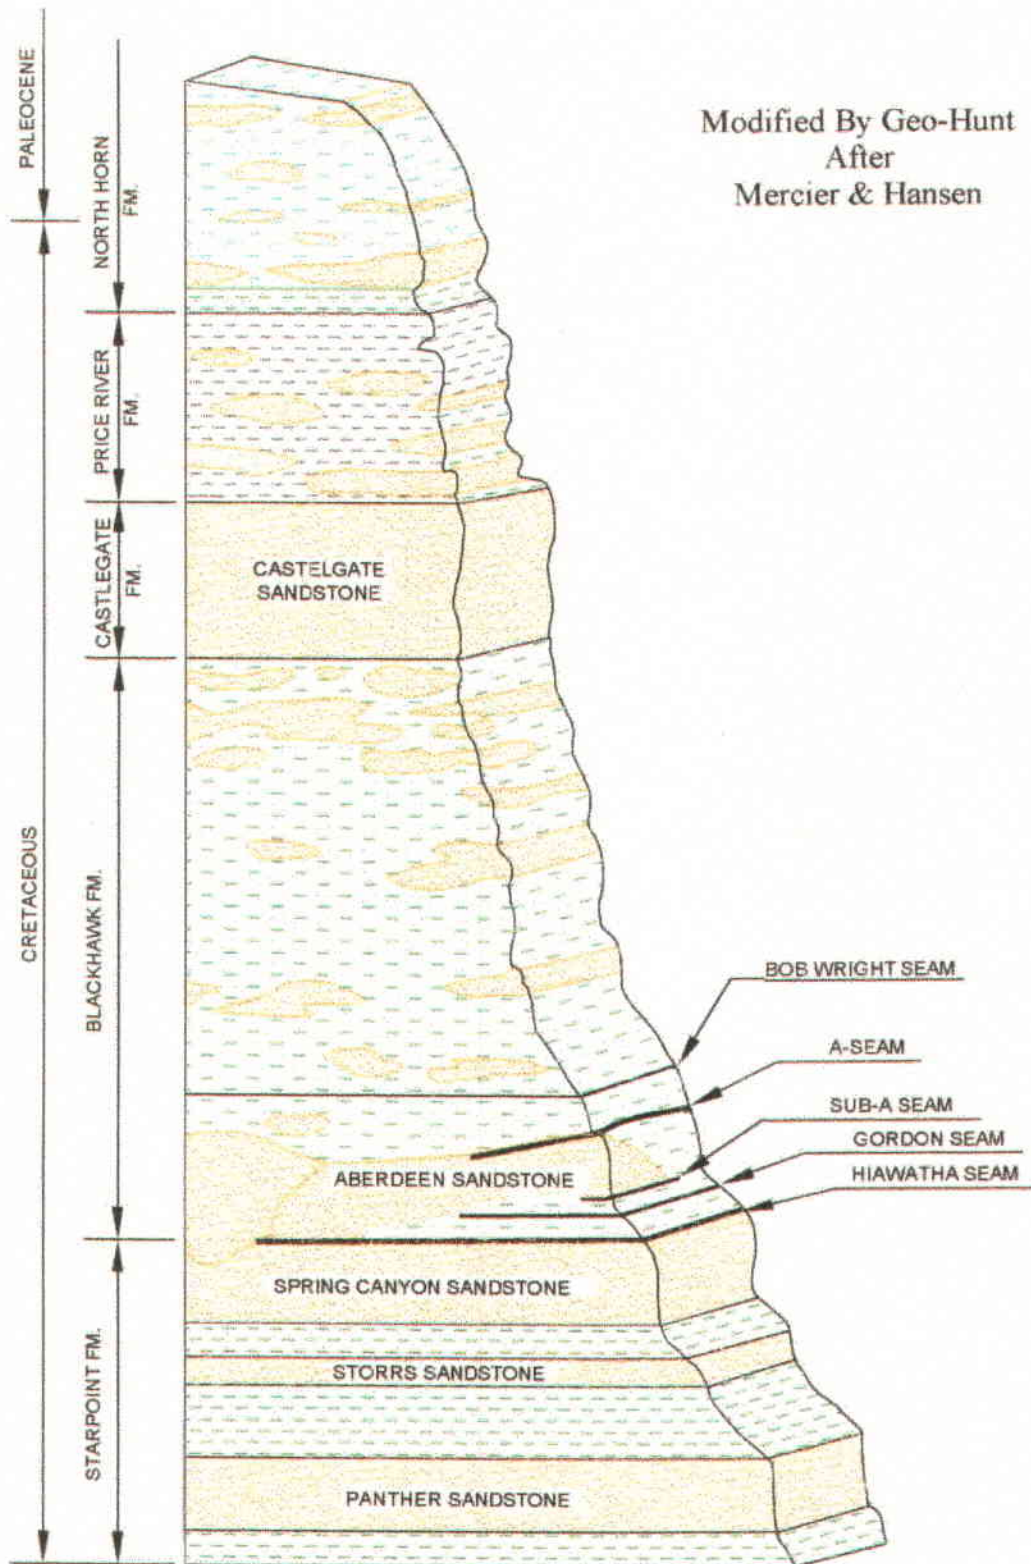 Modified By Geo-Hunt
After
Mercier & Hansen
PALEOCENE
CRETACEOUS
NORTH HORN
FM.
PRICE RIVER
FM.
CASTLEGATE
FM.
BLACKHAWK FM.
STARPOINT FM.
CASTELGATE
SANDSTONE
BOB WRIGHT SEAM
A-SEAM
SUB-A SEAM
GORDON SEAM
HIAWATHA SEAM
ABERDEEN SANDSTONE
SPRING CANYON SANDSTONE
STORRS SANDSTONE
PANTHER SANDSTONE